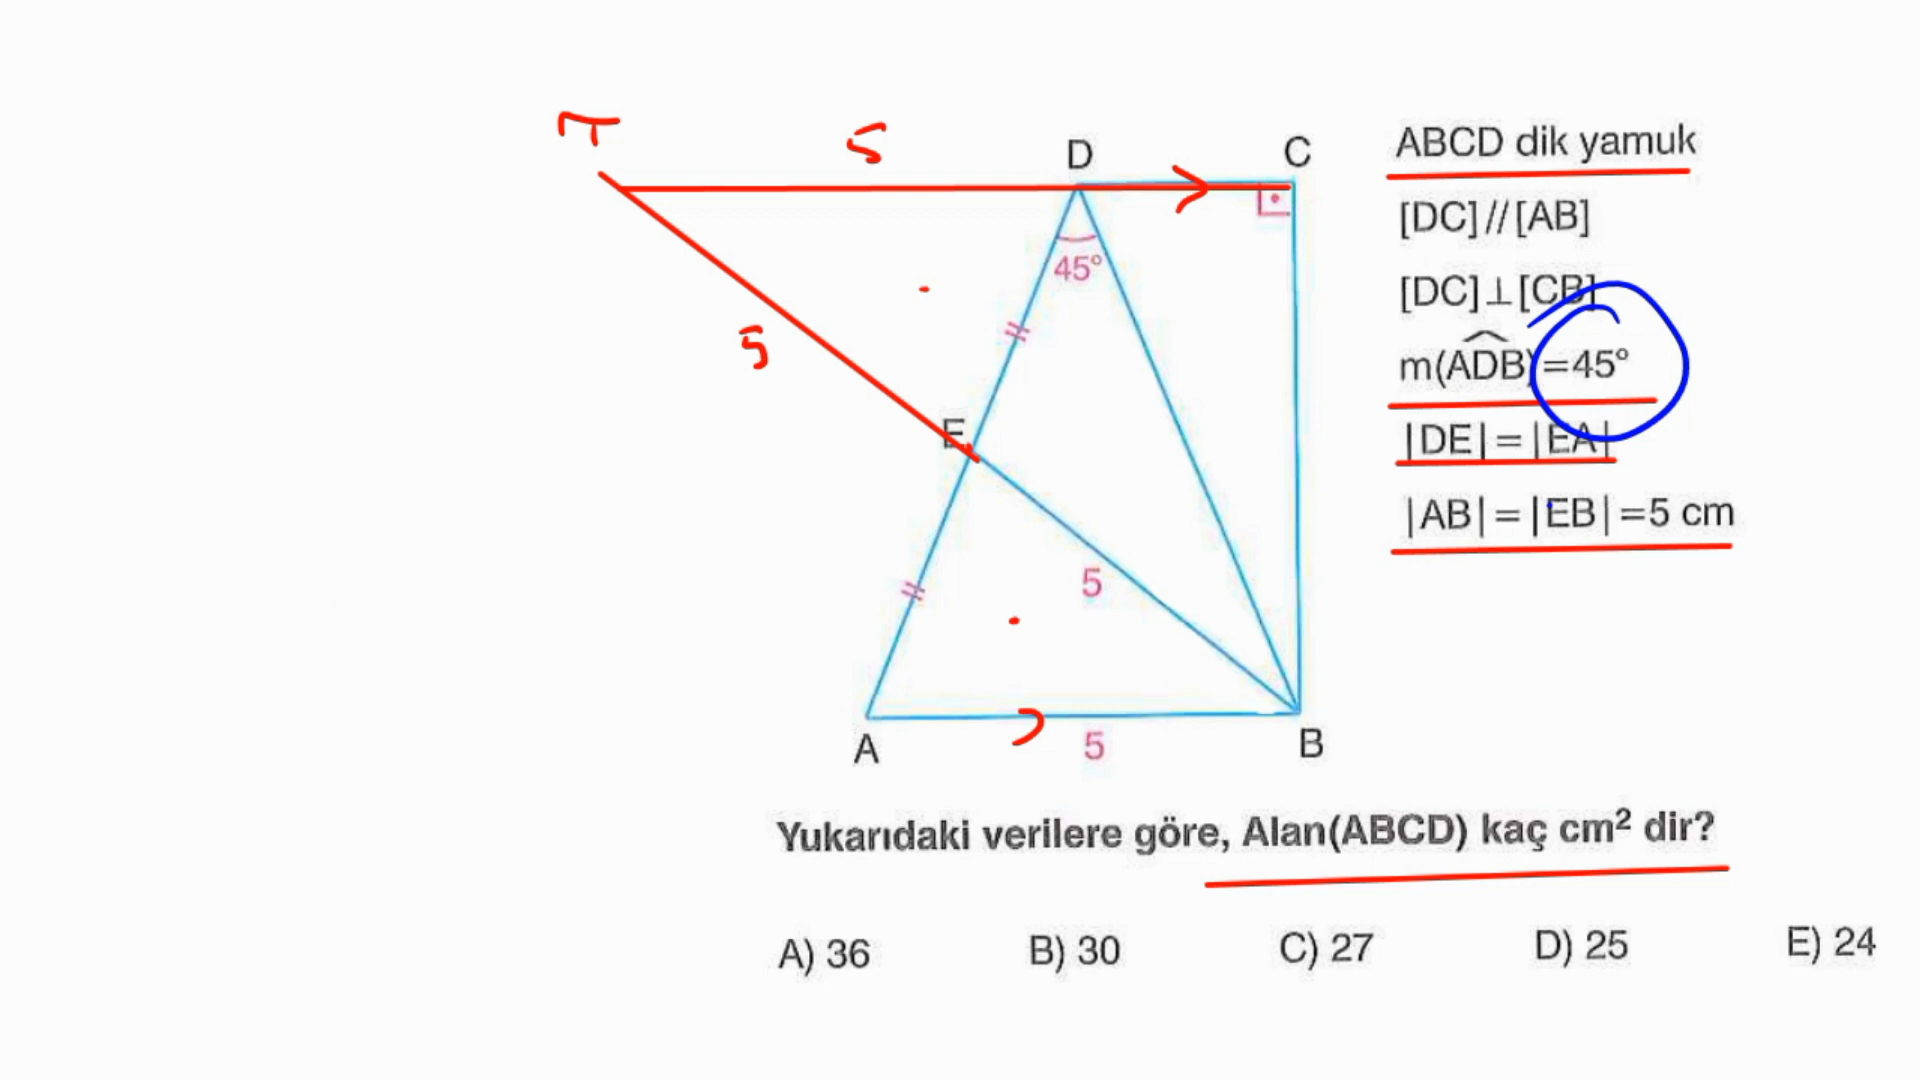 T
5
D
C
ABCD dik yamuk
[DC]//[AB]
45°
[DC]⊥[CB]
5
m(ADB)=45°
E
|DE|=|EA|
|AB|=|EB|=5 cm
5
A
5
B
Yukarıdaki verilere göre, Alan(ABCD) kaç cm² dir?
A) 36 B) 30 C) 27 D) 25 E) 24